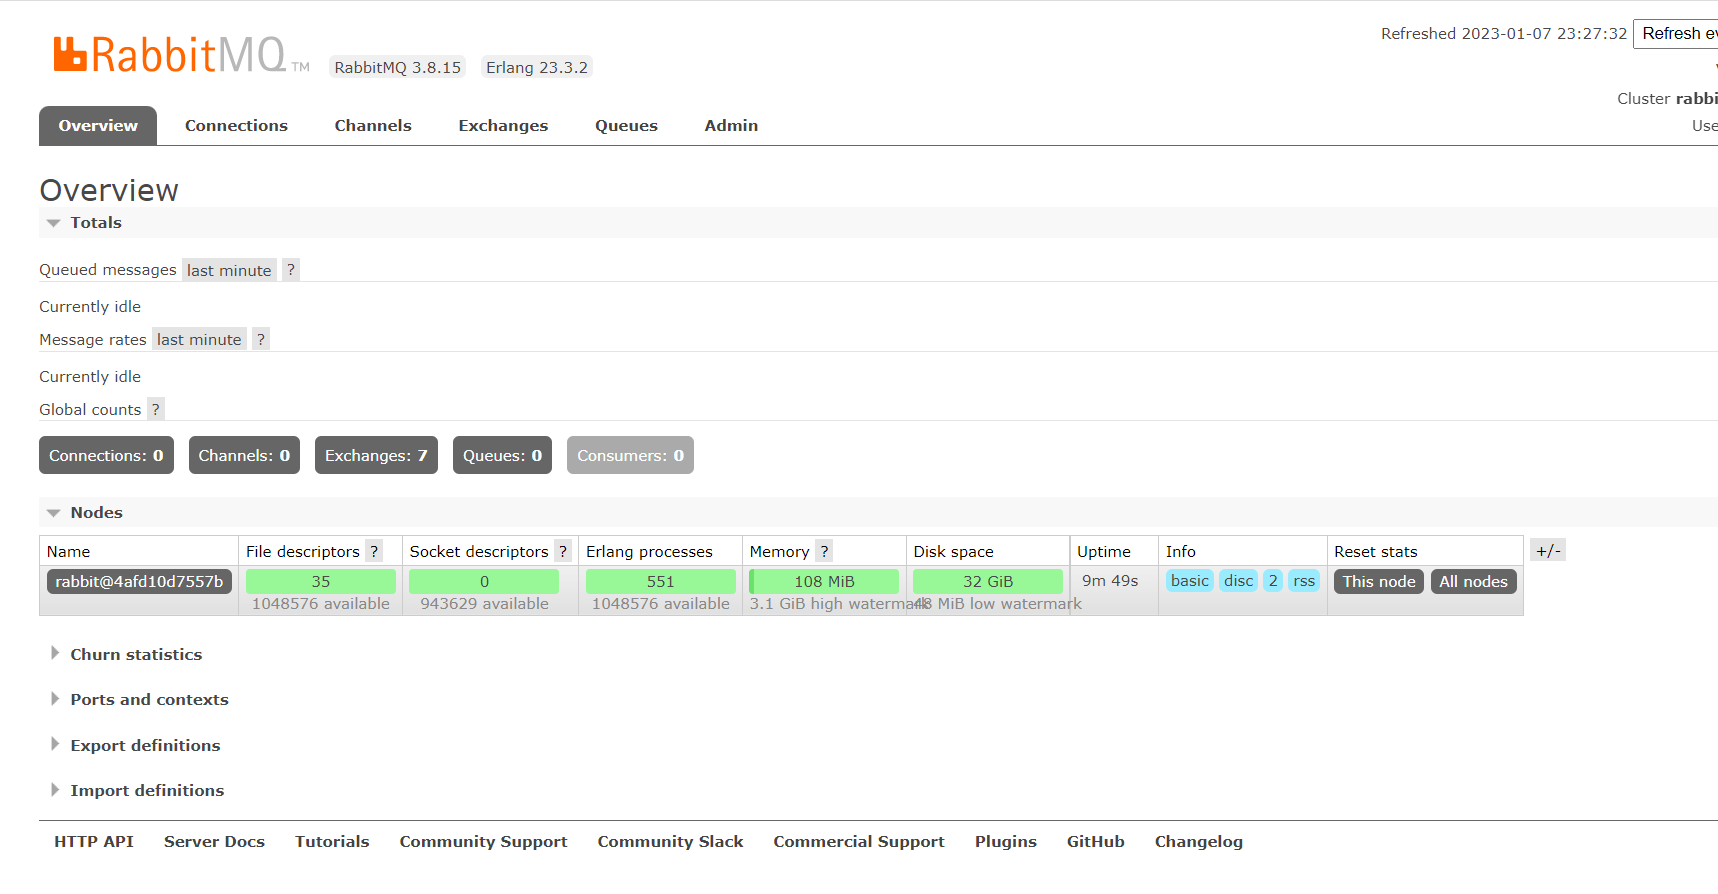 Refreshed 2023-01-07 23:27:32 Refresh ev
RabbitMQ TM RabbitMQ 3.8.15 Erlang 23.3.2
Cluster rabbi
Use
Overview Connections Channels Exchanges Queues Admin
Overview
Totals
Queued messages last minute ?
Currently idle
Message rates last minute ?
Currently idle
Global counts ?
Connections: 0 Channels: 0 Exchanges: 7 Queues: 0 Consumers: 0
Nodes
Name File descriptors ? Socket descriptors ? Erlang processes Memory ? Disk space Uptime Info Reset stats +/-
rabbit@4afd10d7557b 35 0 551 108 MiB 32 GiB 9m 49s basic disc 2 rss This node All nodes
1048576 available 943629 available 1048576 available 3.1 GiB high watermark 48 MiB low watermark
Churn statistics
Ports and contexts
Export definitions
Import definitions
HTTP API Server Docs Tutorials Community Support Community Slack Commercial Support Plugins GitHub Changelog